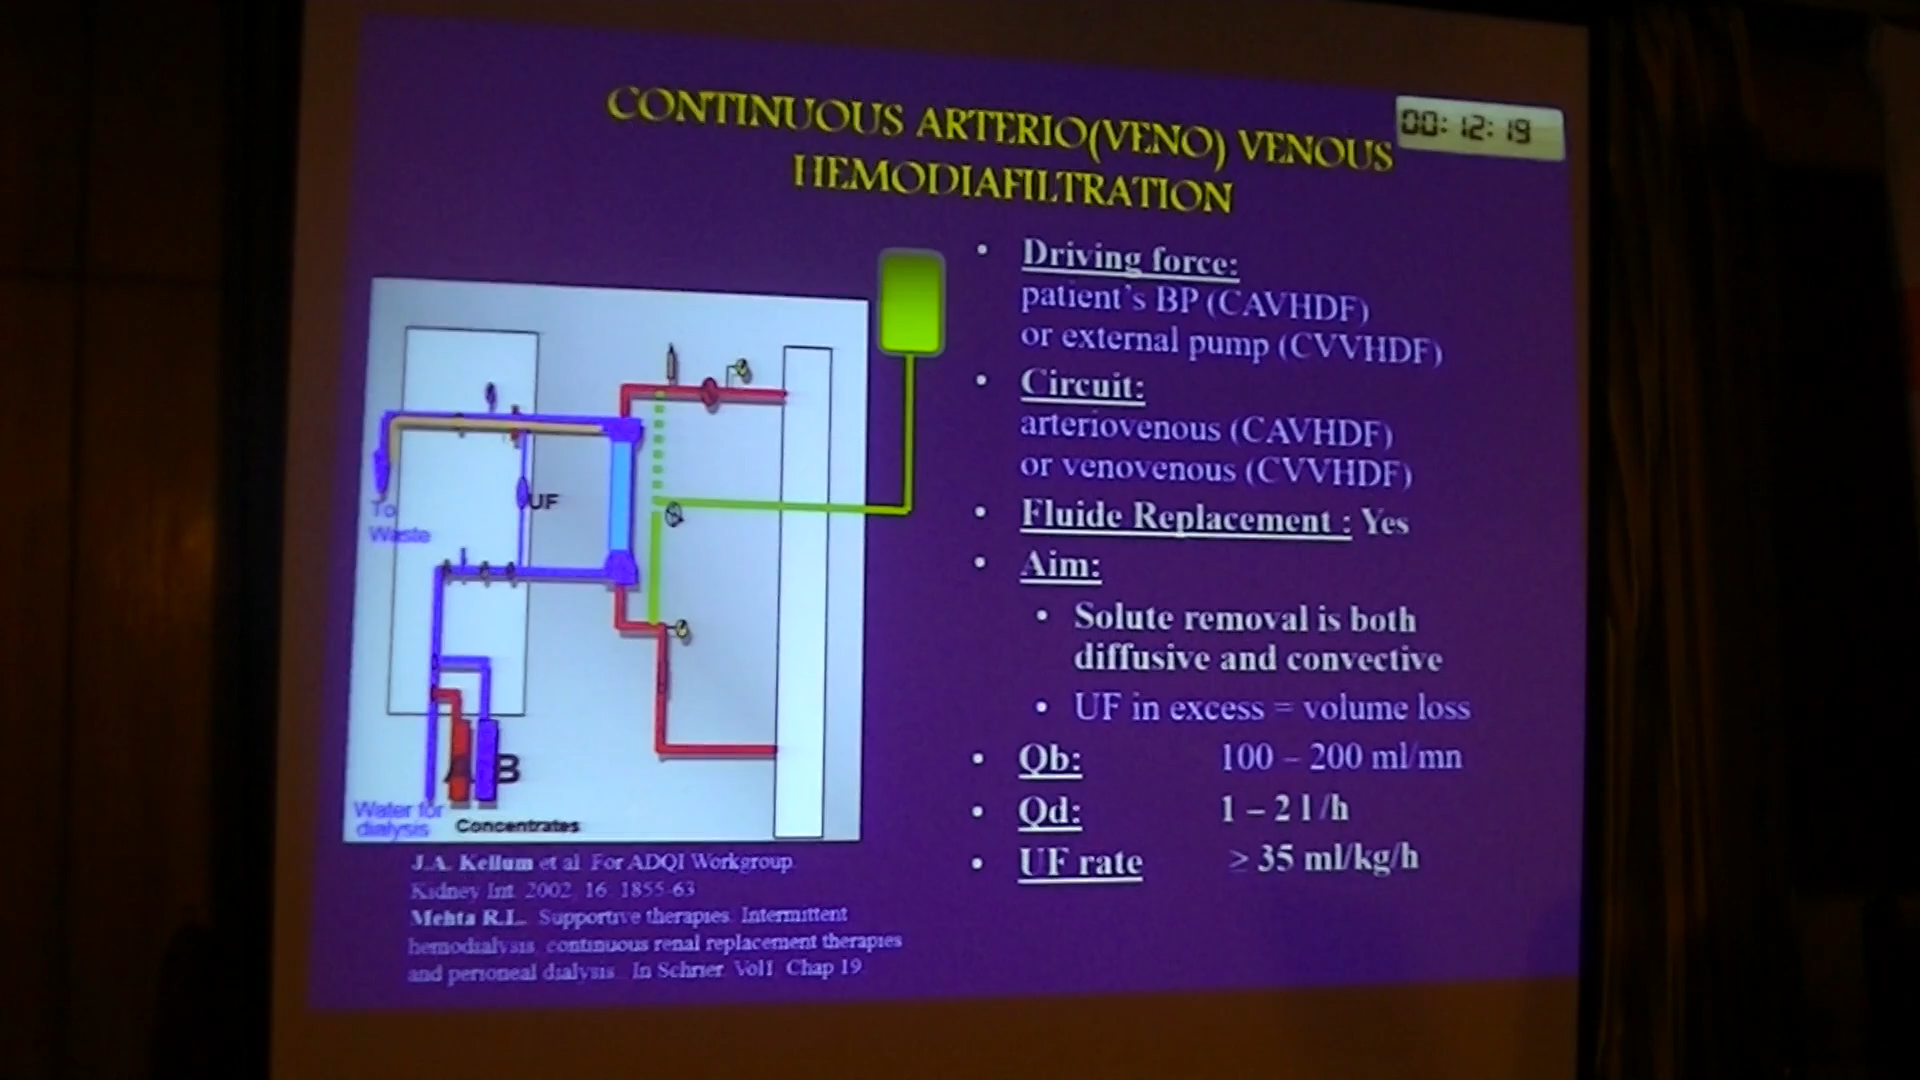 CONTINUOUS ARTERIO(VENO) VENOUS
HEMODIAFILTRATION
00:12:19
• Driving force:
patient's BP (CAVHDF)
or external pump (CVVHDF)
• Circuit:
arteriovenous (CAVHDF)
or venovenous (CVVHDF)
• Fluide Replacement : Yes
• Aim:
• Solute removal is both
diffusive and convective
• UF in excess = volume loss
• Qb: 100 – 200 ml/mn
• Qd: 1 – 2 l /h
• UF rate ≥ 35 ml/kg/h
UF
To
Waste
A B
Water for
dialysis
Concentrates
J.A. Kellum et al. For ADQI Workgroup.
Kidney Int. 2002, 16, 1855-63
Mehta R.L. Supportive therapies. Intermittent
hemodialysis, continuous renal replacement therapies
and perioneal dialysis. In Schrier. Vol1. Chap 19